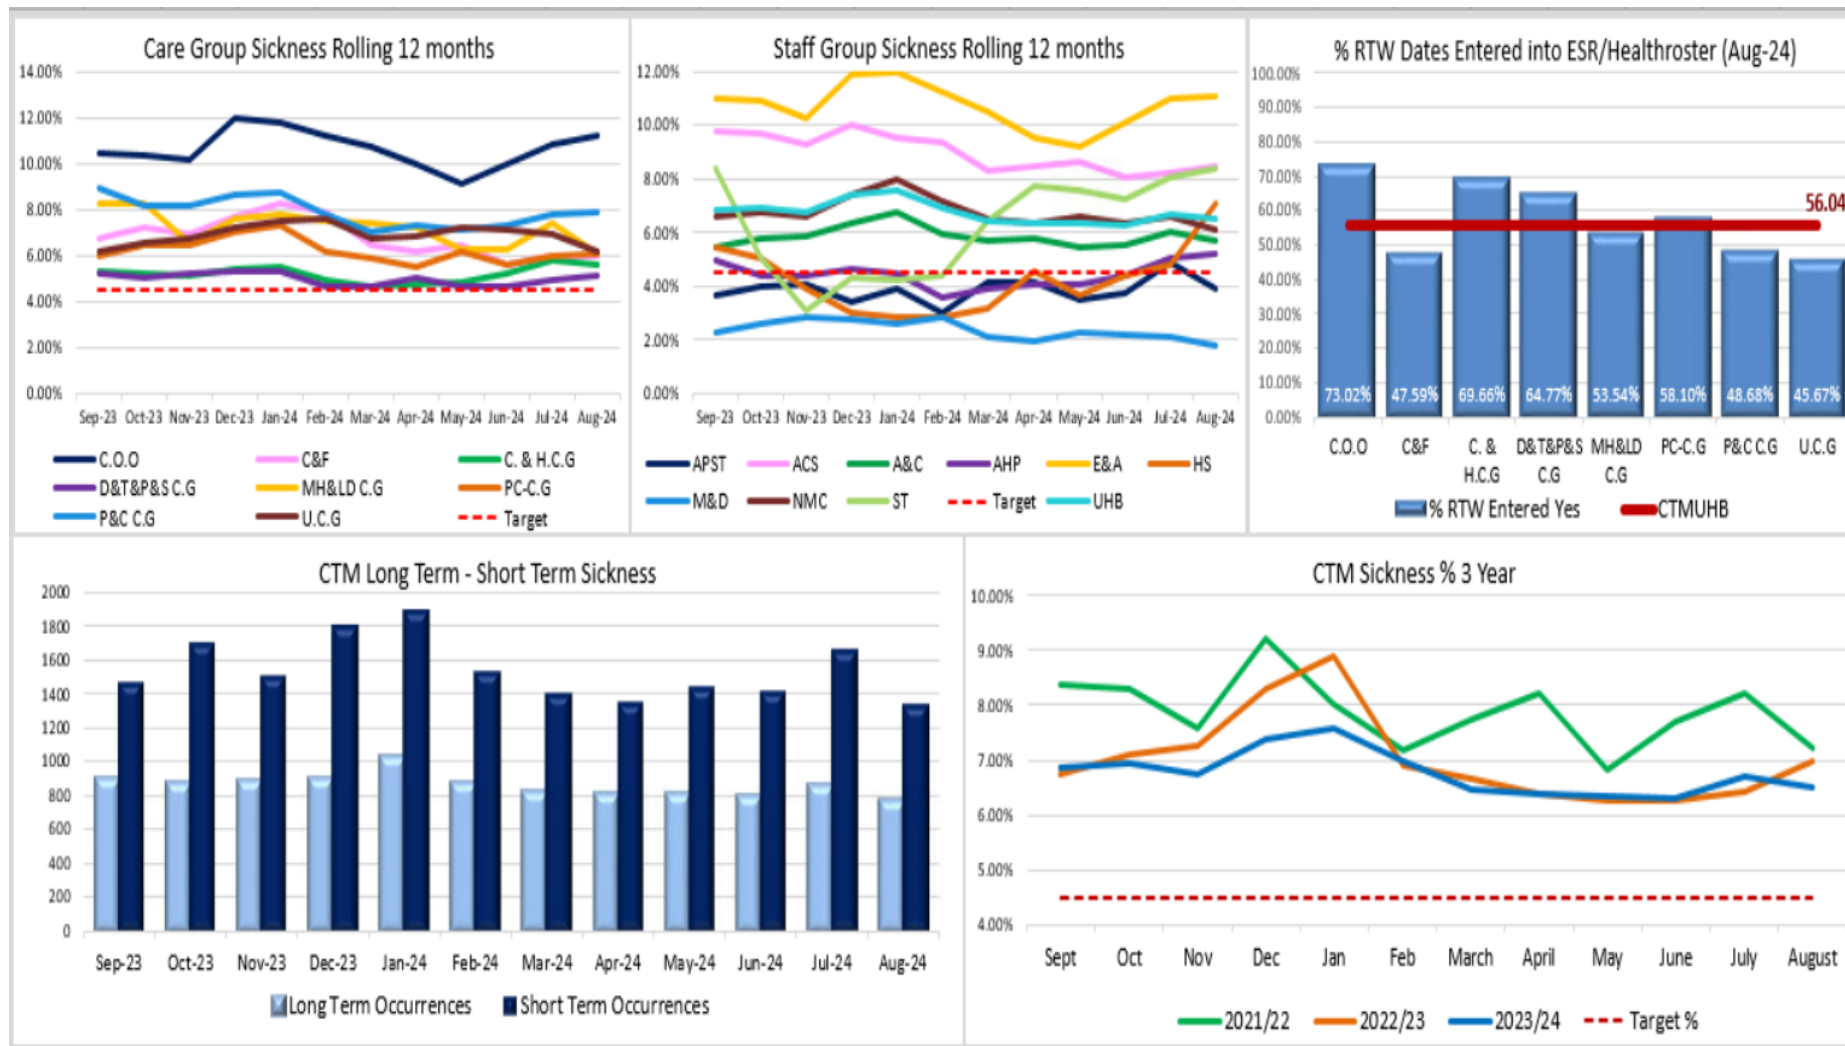 Care Group Sickness Rolling 12 months
14.00%
12.00%
10.00%
8.00%
6.00%
4.00%
2.00%
0.00%
Sep-23 Oct-23 Nov-23 Dec-23 Jan-24 Feb-24 Mar-24 Apr-24 May-24 Jun-24 Jul-24 Aug-24
C.O.O C&F C. & H.C.G
D&T&P&S C.G MH&LD C.G PC-C.G
P&C C.G U.C.G Target
Staff Group Sickness Rolling 12 months
12.00%
10.00%
8.00%
6.00%
4.00%
2.00%
0.00%
Sep-23 Oct-23 Nov-23 Dec-23 Jan-24 Feb-24 Mar-24 Apr-24 May-24 Jun-24 Jul-24 Aug-24
APST ACS A&C AHP E&A HS
M&D NMC ST Target UHB
% RTW Dates Entered into ESR/Healthroster (Aug-24)
100.00%
90.00%
80.00%
70.00%
60.00%
50.00%
40.00%
30.00%
20.00%
10.00%
0.00%
56.04
73.02% 47.59% 69.66% 64.77% 53.54% 58.10% 48.68% 45.67%
C.O.O C&F C. & D&T&P&S MH&LD PC-C.G P&C C.G U.C.G
H.C.G C.G C.G
% RTW Entered Yes CTMUHB
CTM Long Term - Short Term Sickness
2000
1800
1600
1400
1200
1000
800
600
400
200
0
Sep-23 Oct-23 Nov-23 Dec-23 Jan-24 Feb-24 Mar-24 Apr-24 May-24 Jun-24 Jul-24 Aug-24
Long Term Occurrences Short Term Occurrences
CTM Sickness % 3 Year
10.00%
9.00%
8.00%
7.00%
6.00%
5.00%
4.00%
Sept Oct Nov Dec Jan Feb March April May June July August
2021/22 2022/23 2023/24 Target %